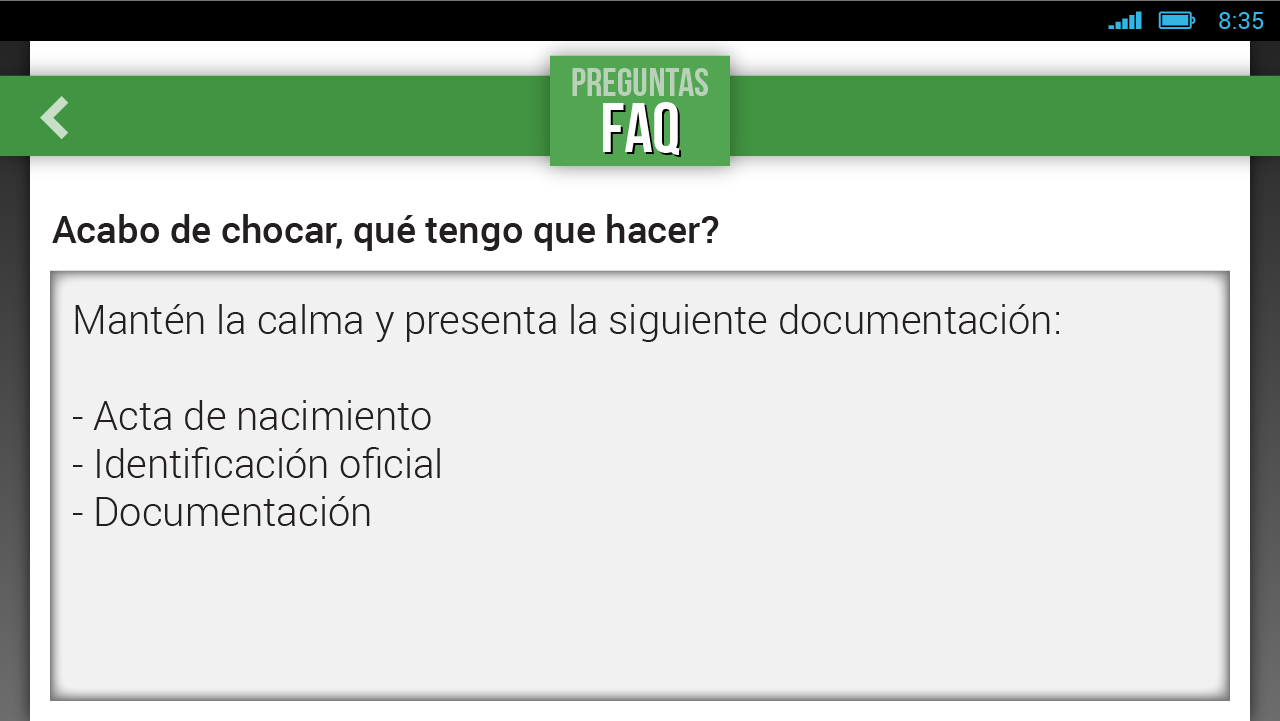 8:35
PREGUNTAS
FAQ
Acabo de chocar, qué tengo que hacer?
Mantén la calma y presenta la siguiente documentación:
- Acta de nacimiento
- Identificación oficial
- Documentación